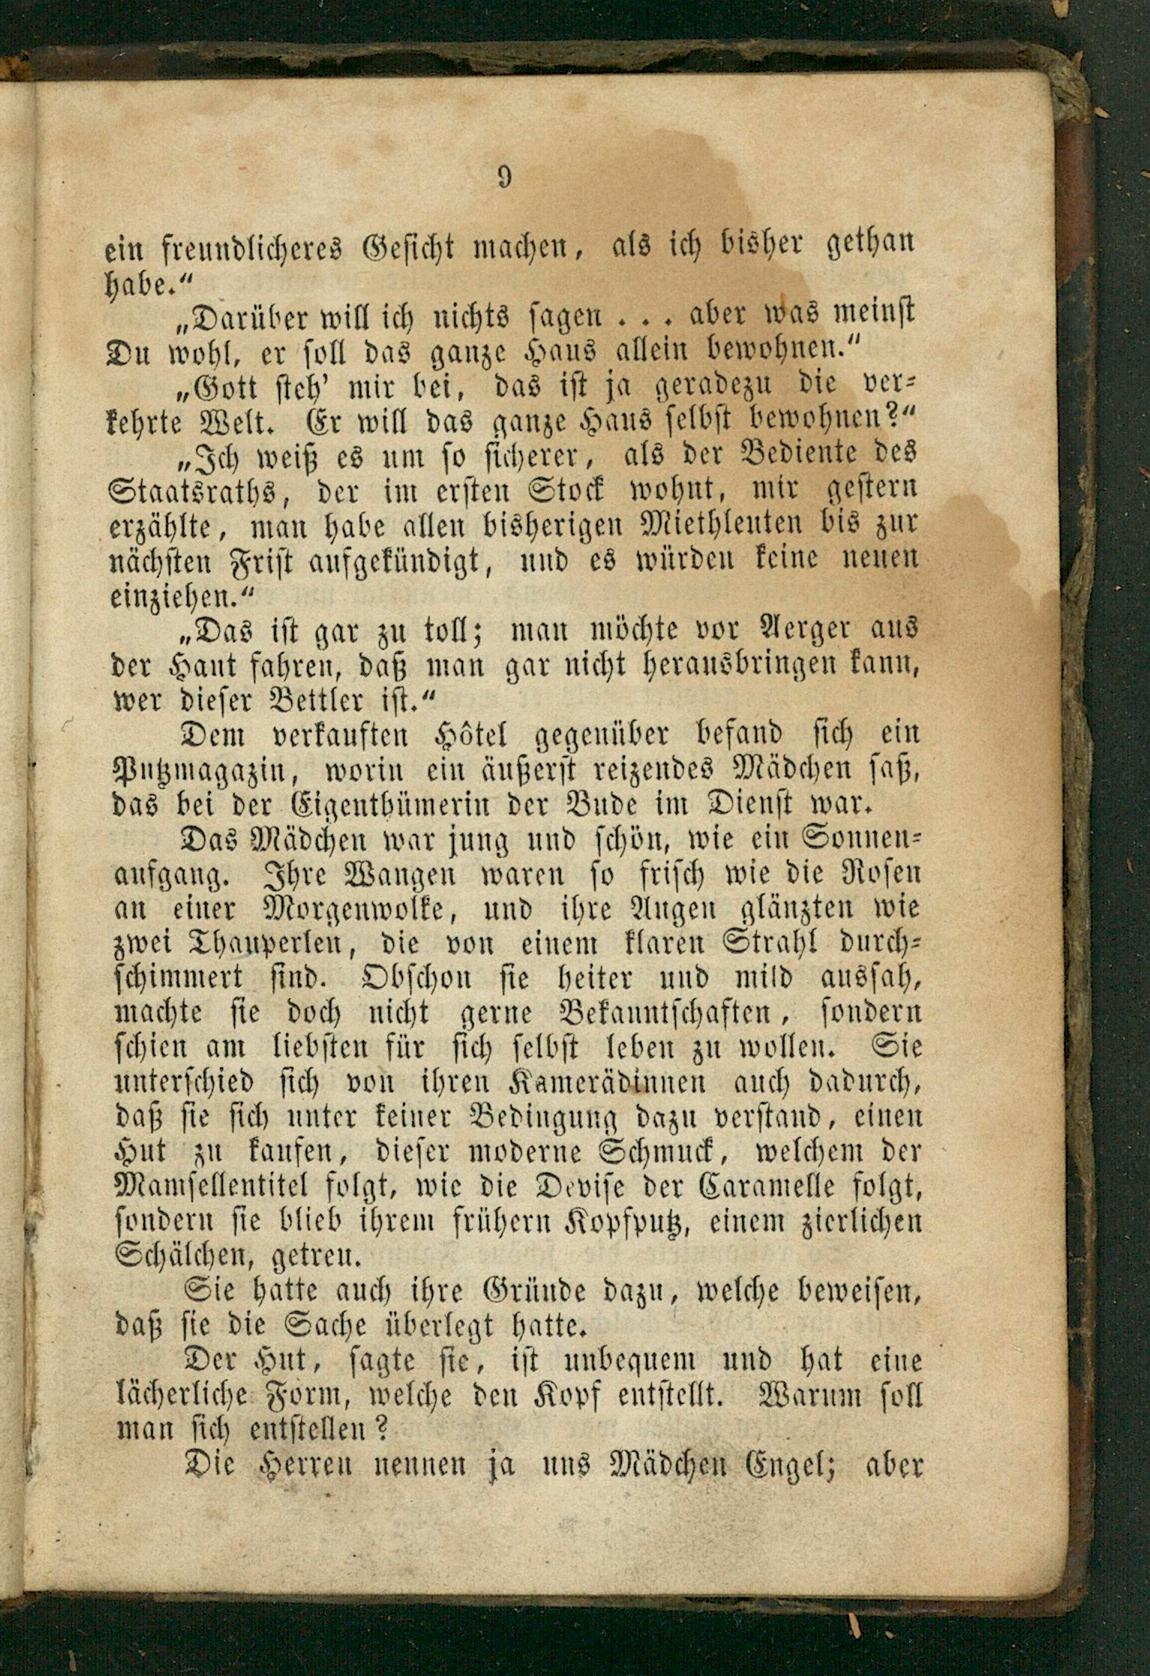 9
ein freundlicheres Gesicht machen, als ich bisher gethan
habe.“
„Darüber will ich nichts sagen . . . aber was meinst
Du wohl, er soll das ganze Haus allein bewohnen.“
„Gott steh’ mir bei, das ist ja geradezu die ver-
kehrte Welt. Er will das ganze Haus selbst bewohnen?“
„Ich weiß es um so sicherer, als der Bediente des
Staatsraths, der im ersten Stock wohnt, mir gestern
erzählte, man habe allen bisherigen Miethleuten bis zur
nächsten Frist aufgekündigt, und es würden keine neuen
einziehen.“
„Das ist gar zu toll; man möchte vor Aerger aus
der Haut fahren, daß man gar nicht herausbringen kann,
wer dieser Bettler ist.“
Dem verkauften Hôtel gegenüber befand sich ein
Putzmagazin, worin ein äußerst reizendes Mädchen saß,
das bei der Eigenthümerin der Bude im Dienst war.
Das Mädchen war jung und schön, wie ein Sonnen-
aufgang. Ihre Wangen waren so frisch wie die Rosen
an einer Morgenwolke, und ihre Augen glänzten wie
zwei Thauperlen, die von einem klaren Strahl durch-
schimmert sind. Obschon sie heiter und mild aussah,
machte sie doch nicht gerne Bekanntschaften, sondern
schien am liebsten für sich selbst leben zu wollen. Sie
unterschied sich von ihren Kamerädinnen auch dadurch,
daß sie sich unter keiner Bedingung dazu verstand, einen
Hut zu kaufen, dieser moderne Schmuck, welchem der
Mamsellentitel folgt, wie die Devise der Caramelle folgt,
sondern sie blieb ihrem frühern Kopfputz, einem zierlichen
Schälchen, getreu.
Sie hatte auch ihre Gründe dazu, welche beweisen,
daß sie die Sache überlegt hatte.
Der Hut, sagte sie, ist unbequem und hat eine
lächerliche Form, welche den Kopf entstellt. Warum soll
man sich entstellen?
Die Herren nennen ja uns Mädchen Engel; aber